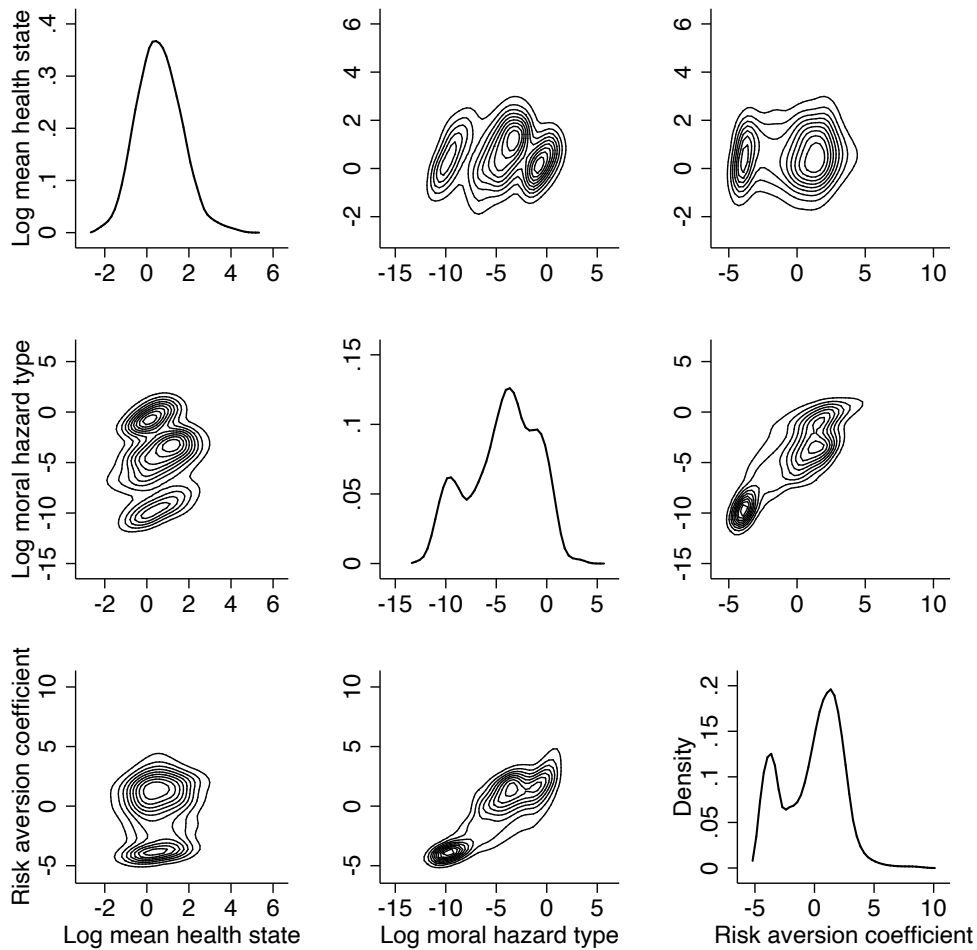 Log mean health state
0 .1 .2 .3 .4
-2 0 2 4 6
-2 0 2 4 6
-15 -10 -5 0 5
-2 0 2 4 6
-5 0 5 10
Log moral hazard type
-15 -10 -5 0 5
-2 0 2 4 6
0 .05 .1 .15
-15 -10 -5 0 5
-15 -10 -5 0 5
-5 0 5 10
Risk aversion coefficient
-5 0 5 10
-2 0 2 4 6
Log mean health state
-5 0 5 10
-15 -10 -5 0 5
Log moral hazard type
Density
0 .05 .1 .15 .2
-5 0 5 10
Risk aversion coefficient